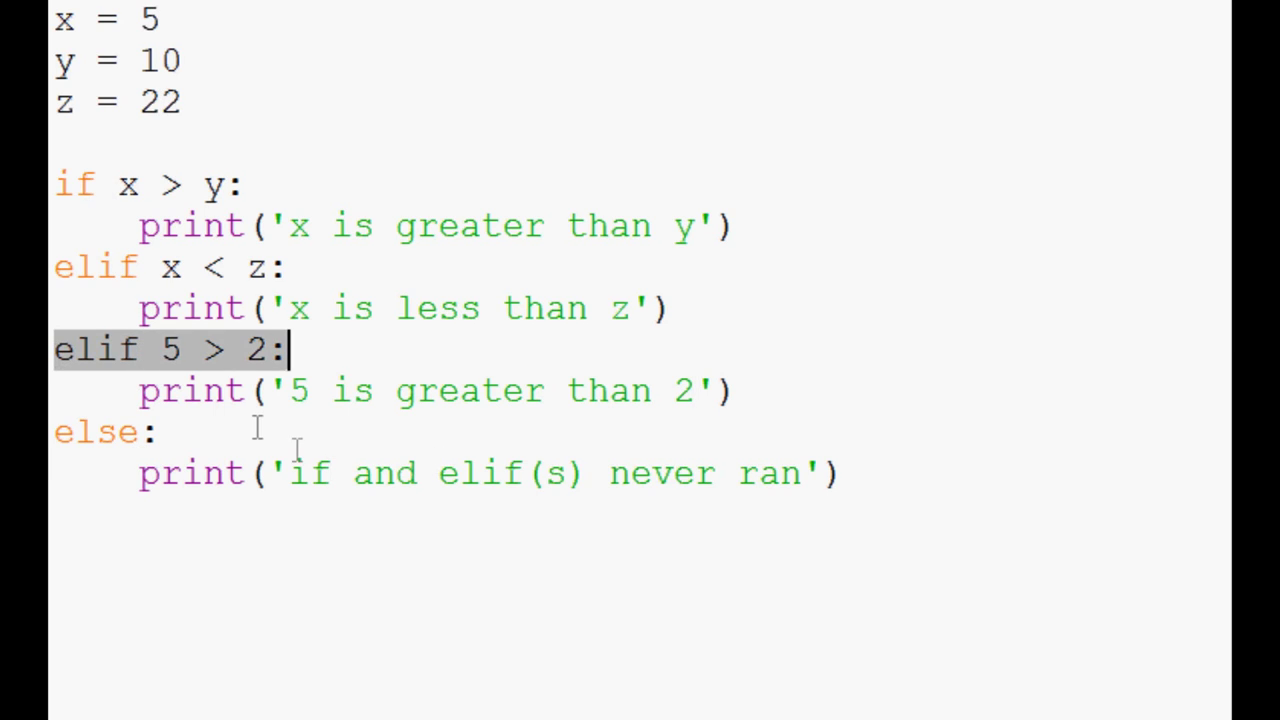 x = 5
y = 10
z = 22
if x > y:
    print('x is greater than y')
elif x < z:
    print('x is less than z')
elif 5 > 2:
    print('5 is greater than 2')
else:
    print('if and elif(s) never ran')